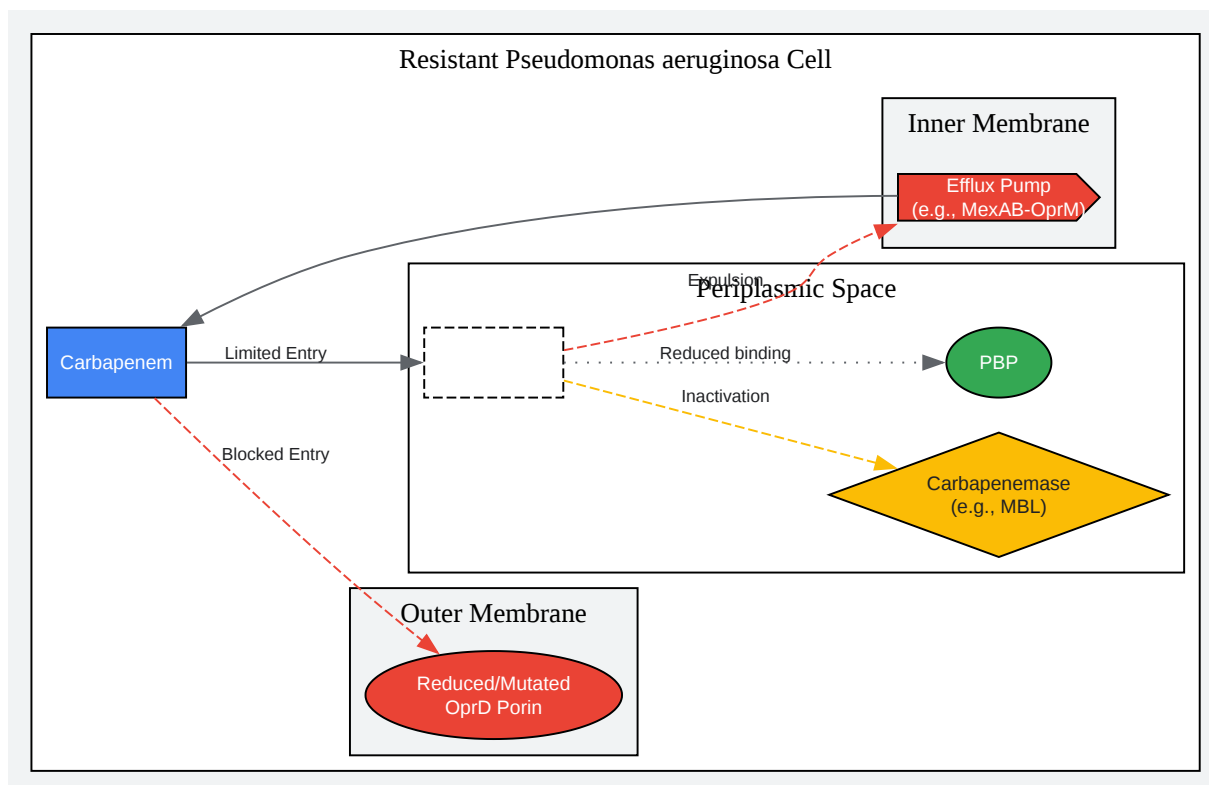 Resistant Pseudomonas aeruginosa Cell
Inner Membrane
Efflux Pump
(e.g., MexAB-OprM)
Expulsion
Periplasmic Space
Carbapenem
Limited Entry
Reduced binding
PBP
Inactivation
Blocked Entry
Carbapenemase
(e.g., MBL)
Outer Membrane
Reduced/Mutated
OprD Porin